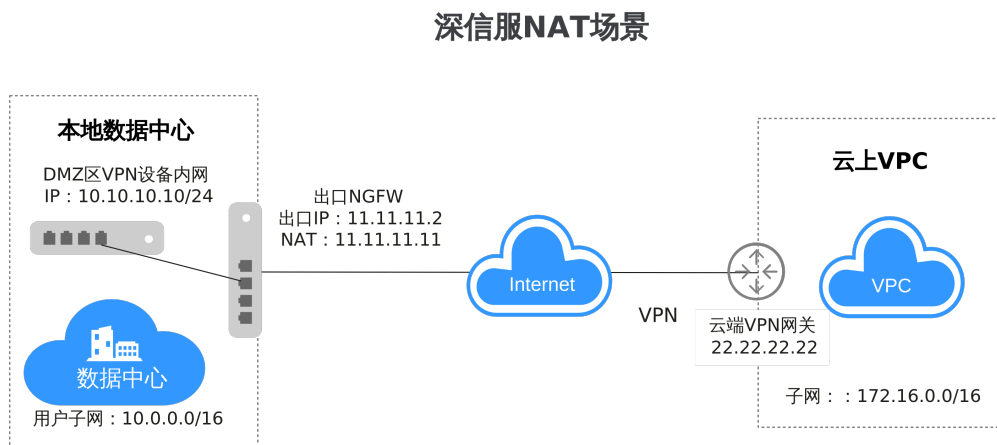 深信服NAT场景
本地数据中心
DMZ区VPN设备内网
IP：10.10.10.10/24
出口NGFW
出口IP：11.11.11.2
NAT：11.11.11.11
Internet
VPN
云上VPC
VPC
云端VPN网关
22.22.22.22
子网：：172.16.0.0/16
数据中心
用户子网：10.0.0.0/16